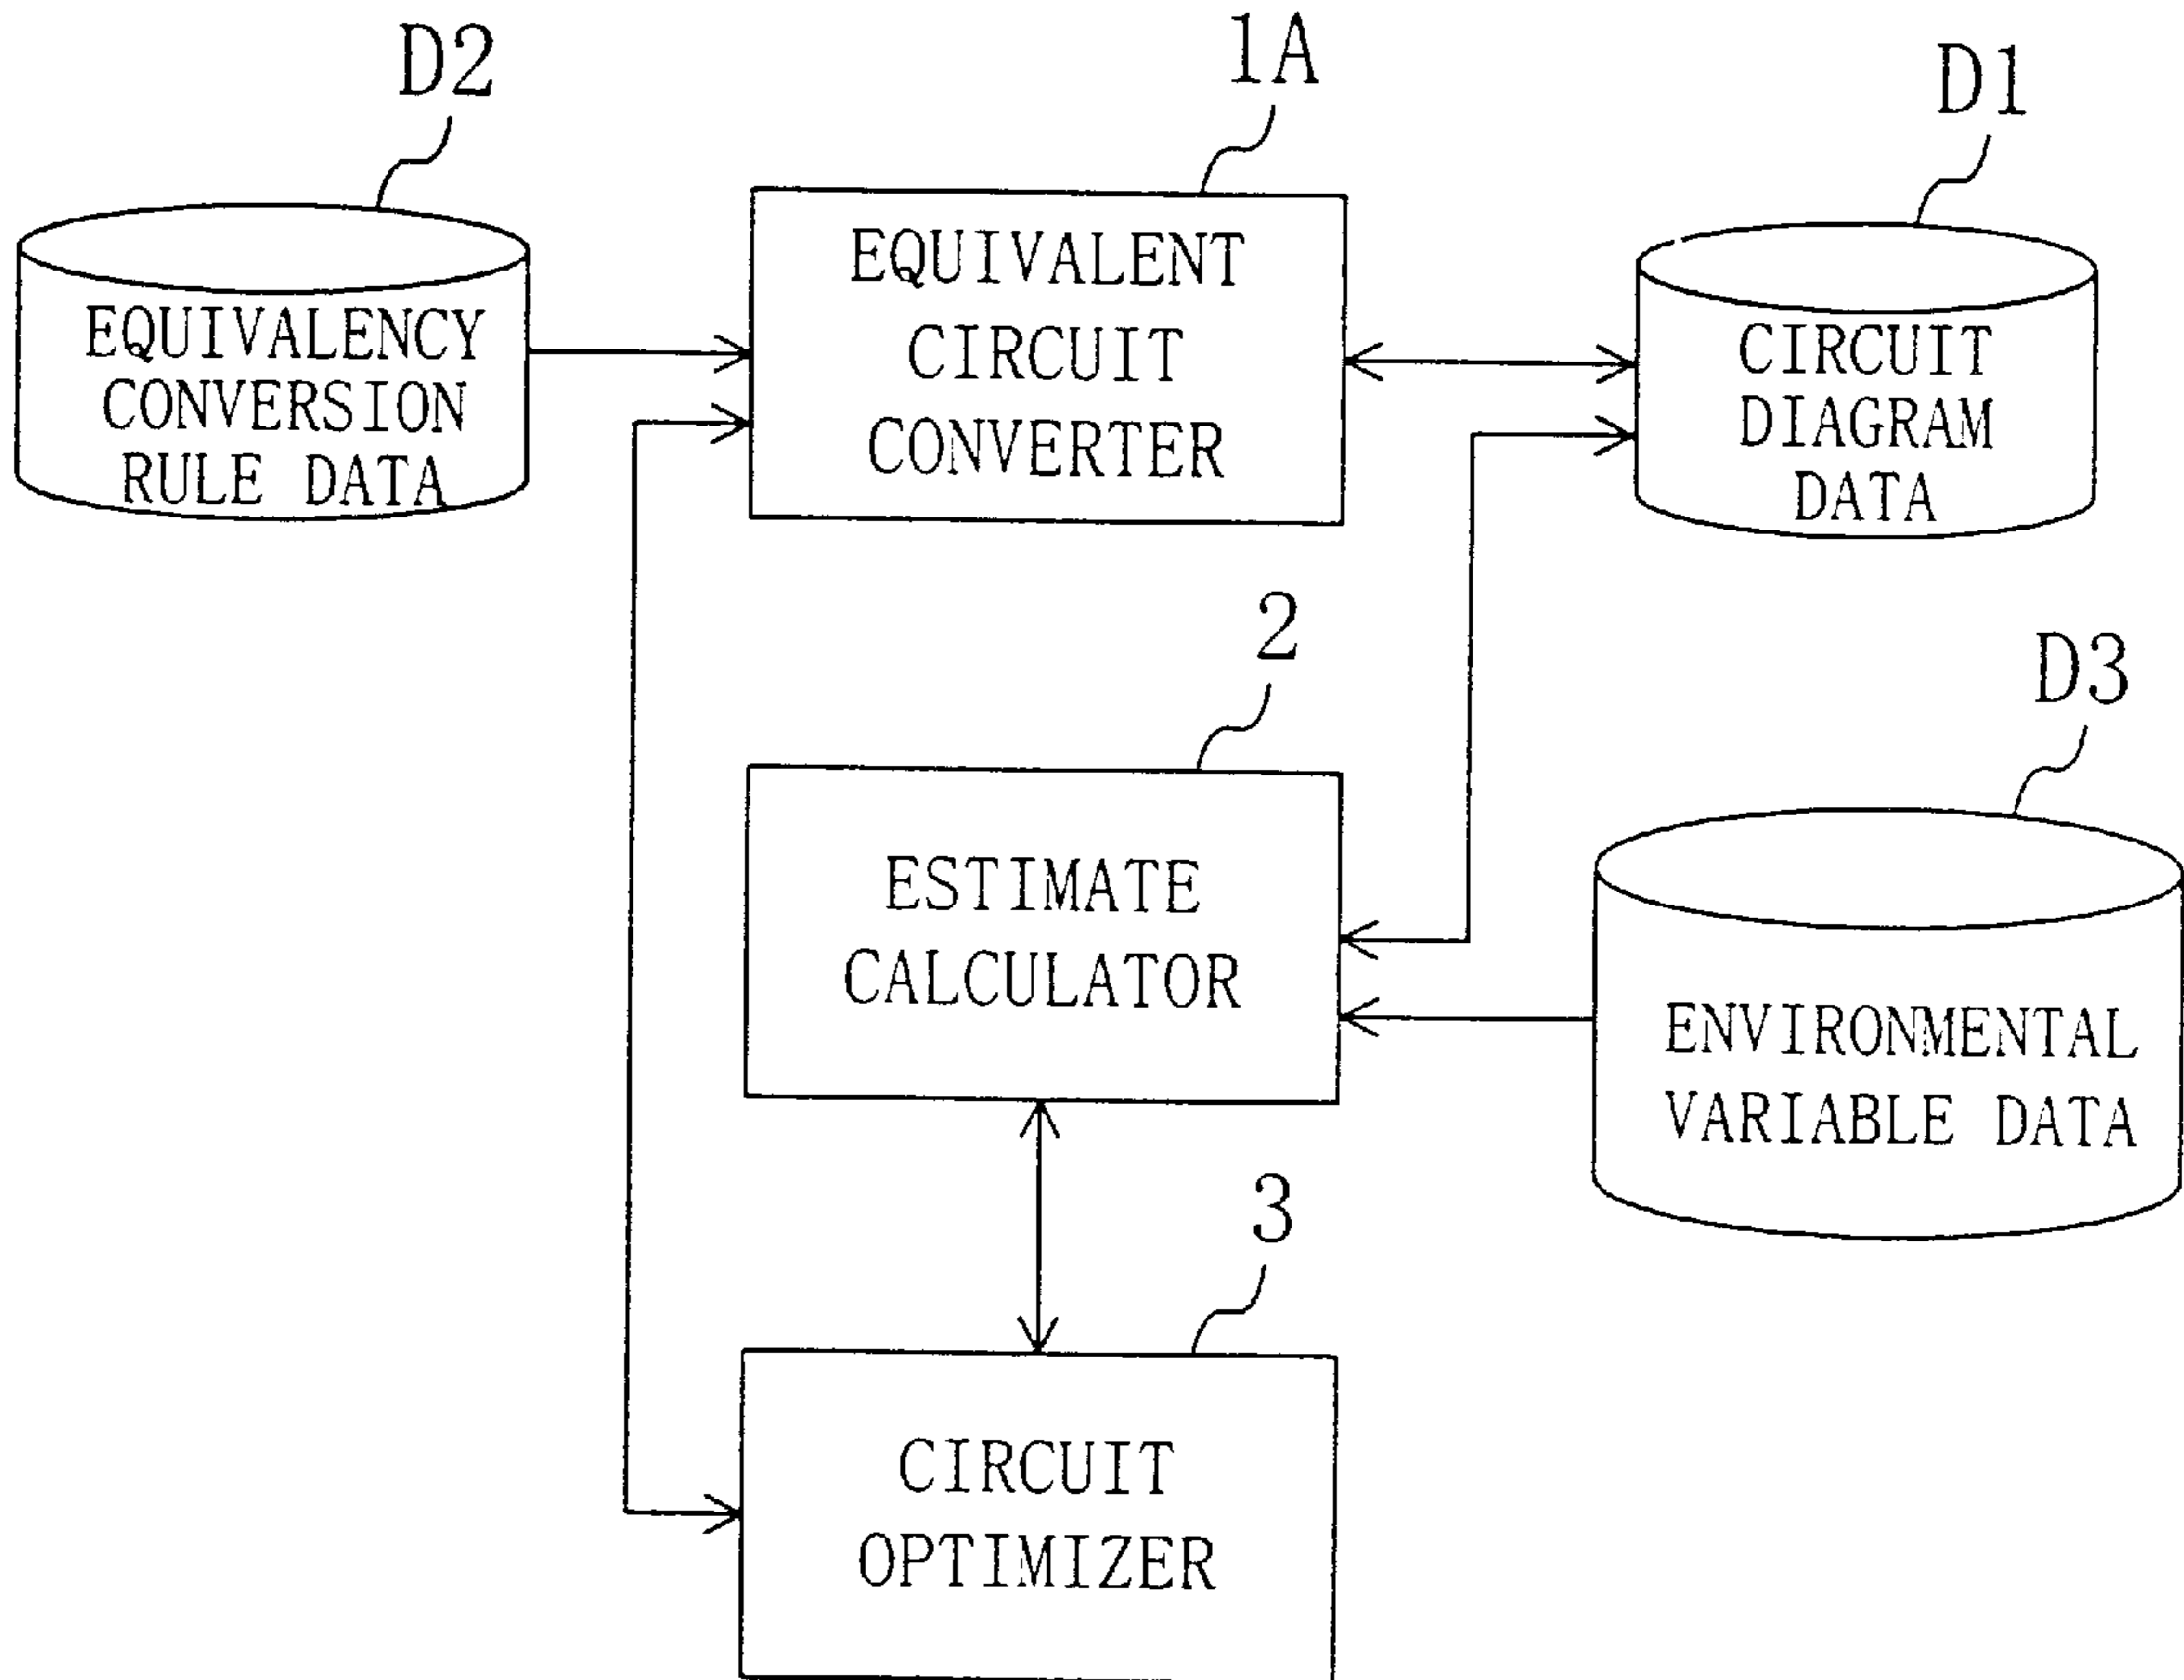 D2
1A
D1
EQUIVALENCY
CONVERSION
RULE DATA
EQUIVALENT
CIRCUIT
CONVERTER
CIRCUIT
DIAGRAM
DATA
2
D3
ESTIMATE
CALCULATOR
ENVIRONMENTAL
VARIABLE DATA
3
CIRCUIT
OPTIMIZER